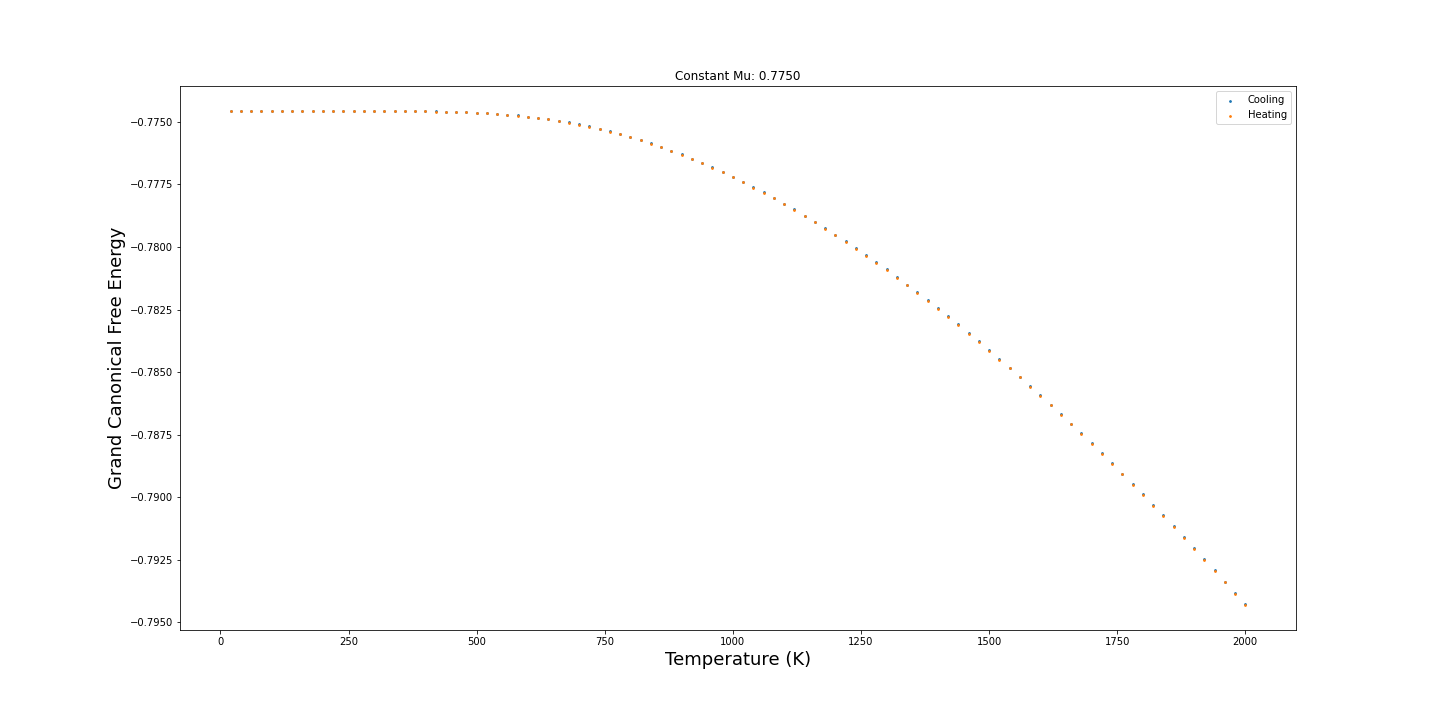 Constant Mu: 0.7750
Cooling
Heating
Grand Canonical Free Energy
−0.7750
−0.7775
−0.7800
−0.7825
−0.7850
−0.7875
−0.7900
−0.7925
−0.7950
0 250 500 750 1000 1250 1500 1750 2000
Temperature (K)